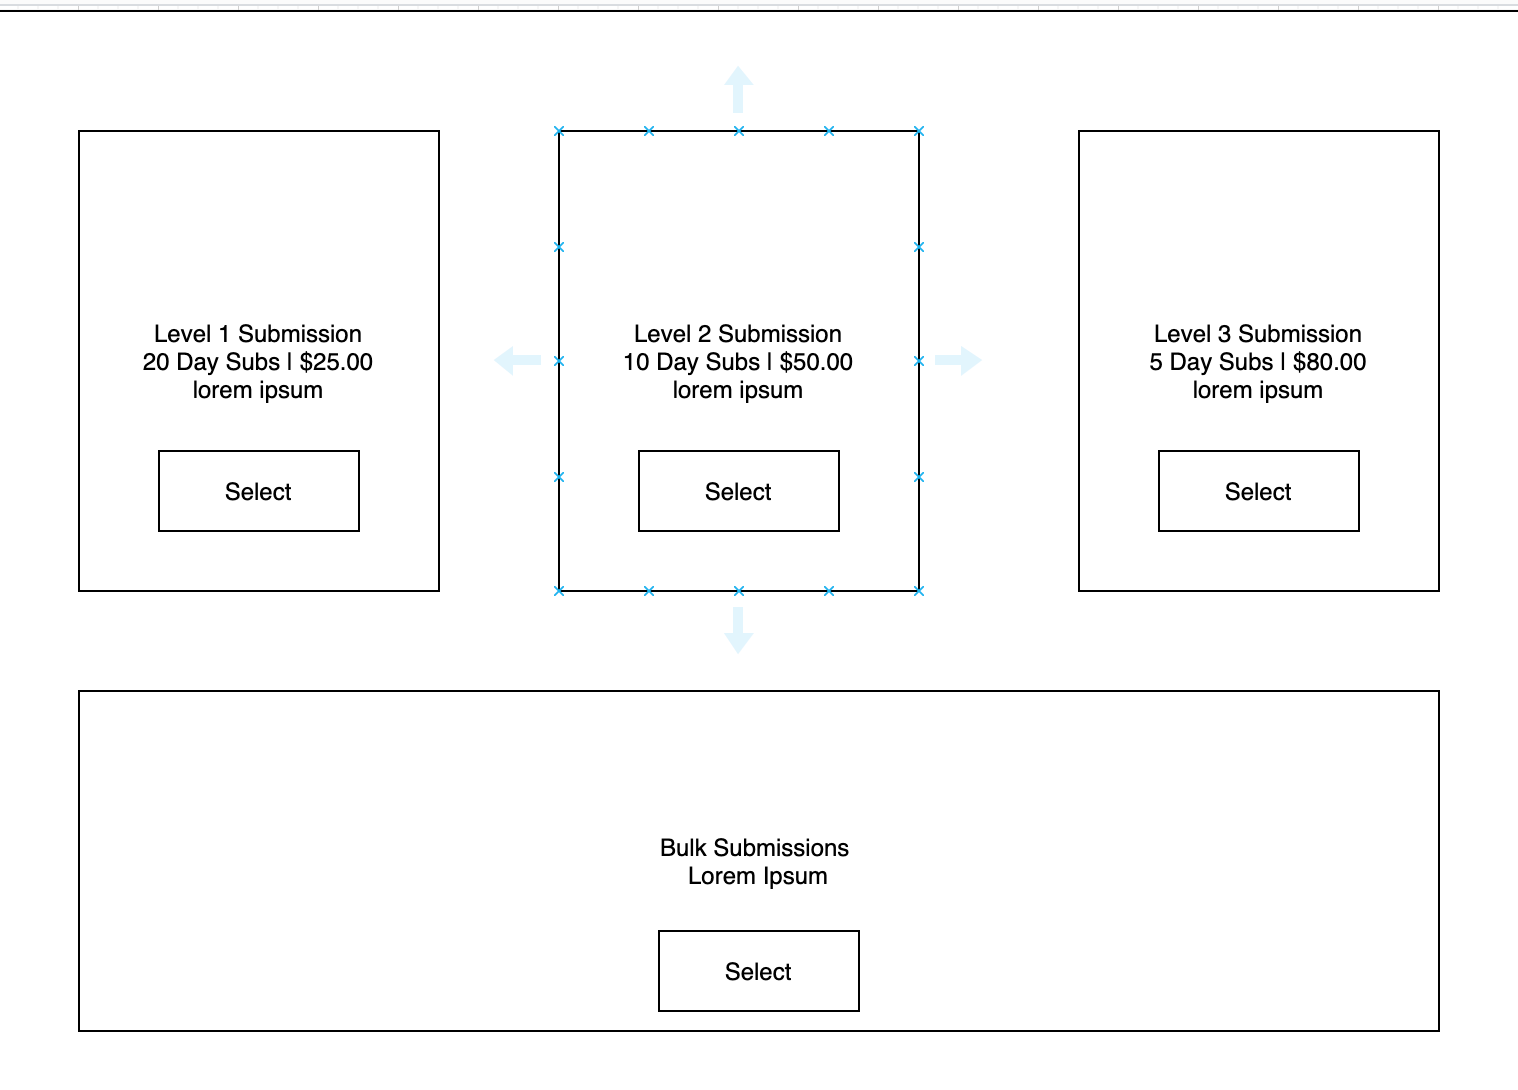 Level 1 Submission
20 Day Subs | $25.00
lorem ipsum
Select
Level 2 Submission
10 Day Subs | $50.00
lorem ipsum
Select
Level 3 Submission
5 Day Subs | $80.00
lorem ipsum
Select
Bulk Submissions
Lorem Ipsum
Select